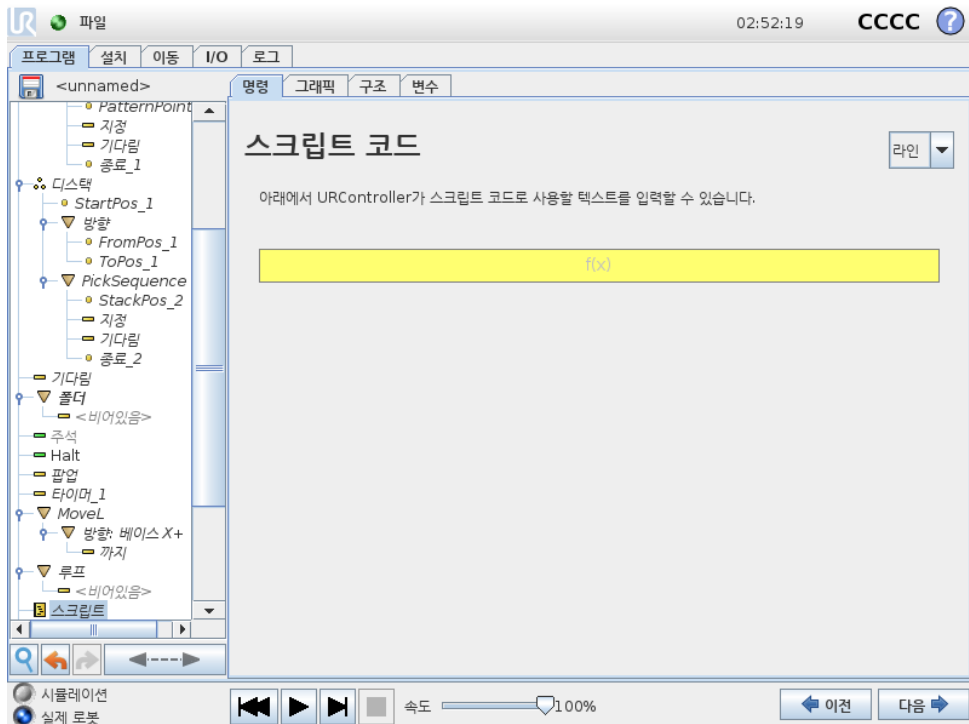 UR 파일 02:52:19 CCCC ?
프로그램 설치 이동 I/O 로그
<unnamed>
명령 그래픽 구조 변수
PatternPoint
지정
기다림
종료_1
디스택
StartPos_1
방향
FromPos_1
ToPos_1
PickSequence
StackPos_2
지정
기다림
종료_2
기다림
폴더
<비어있음>
주석
Halt
팝업
타이머_1
MoveL
방향: 베이스 X+
까지
루프
<비어있음>
스크립트
스크립트 코드
라인
아래에서 URController가 스크립트 코드로 사용할 텍스트를 입력할 수 있습니다.
f(x)
시뮬레이션
실제 로봇
속도 100%
이전 다음